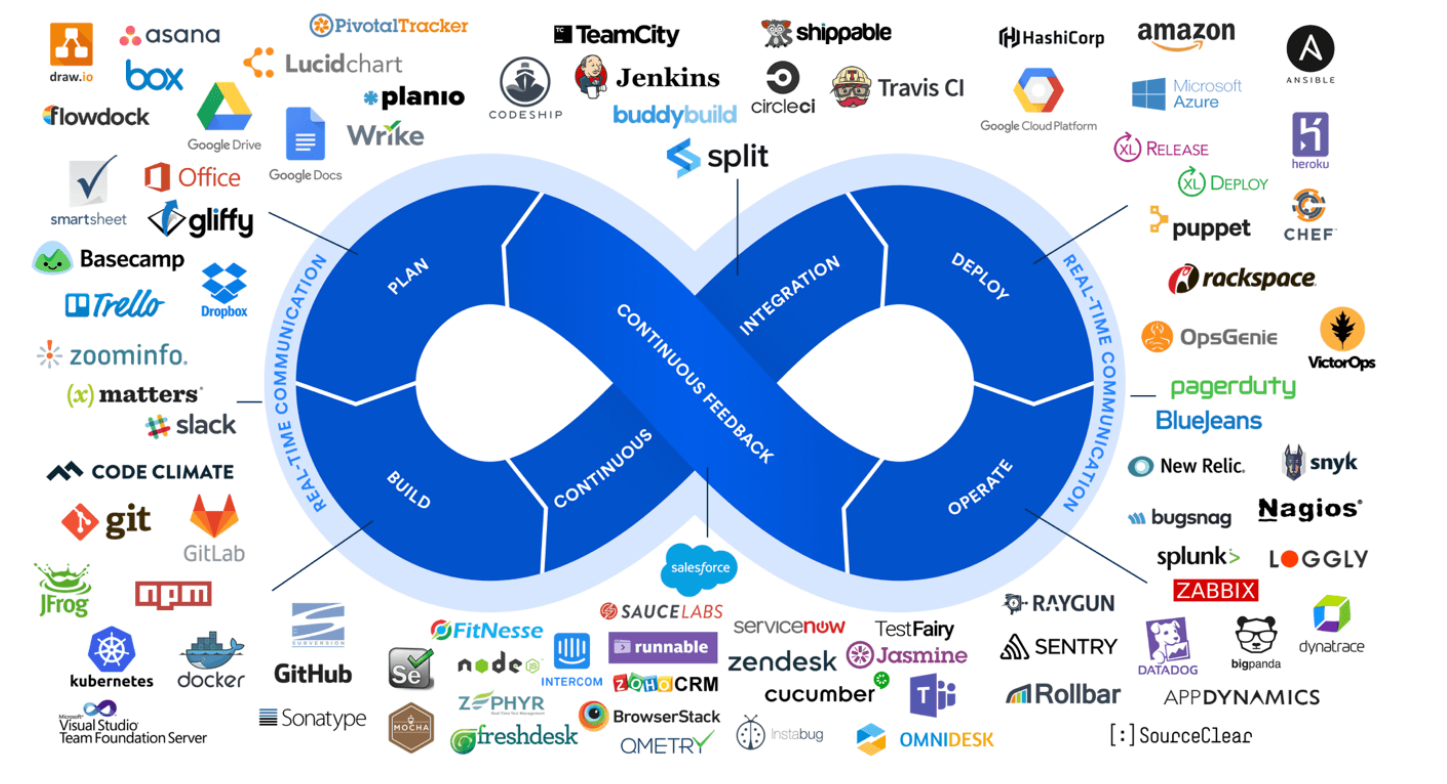 draw.io
asana
box
flowdock
PivotalTracker
Lucidchart
planio
Google Drive
Google Docs
Wrike
TeamCity
CODESHIP
Jenkins
buddybuild
shippable
circleci
Travis CI
split
HashiCorp
amazon
Google Cloud Platform
Microsoft
Azure
ANSIBLE
XL RELEASE
heroku
XL DEPLOY
puppet
CHEF
rackspace
smartsheet
Office
gliffy
Basecamp
Trello
Dropbox
zoominfo.
(x) matters®
slack
OpsGenie
VictorOps
pagerduty
BlueJeans
REAL-TIME COMMUNICATION
PLAN
BUILD
CONTINUOUS
INTEGRATION
CONTINUOUS FEEDBACK
DEPLOY
OPERATE
REAL-TIME COMMUNICATION
CODE CLIMATE
git
GitLab
JFrog
npm
kubernetes
docker
SUBVERSION
GitHub
Microsoft®
Visual Studio®
Team Foundation Server
Sonatype
salesforce
FitNesse
SAUCELABS
Se
node
JS
INTERCOM
runnable
ZOHO CRM
ZEPHYR
Real-Time Test Management
MOCHA
freshdesk
BrowserStack
QMETRY
servicenow
TestFairy
zendesk
Jasmine
cucumber
T
Instabug
OMNIDESK
New Relic.
snyk
bugsnag
Nagios®
splunk>
LOGGLY
ZABBIX
RAYGUN
SENTRY
DATADOG
bigpanda
dynatrace
Rollbar
APPDYNAMICS
[:]SourceClear